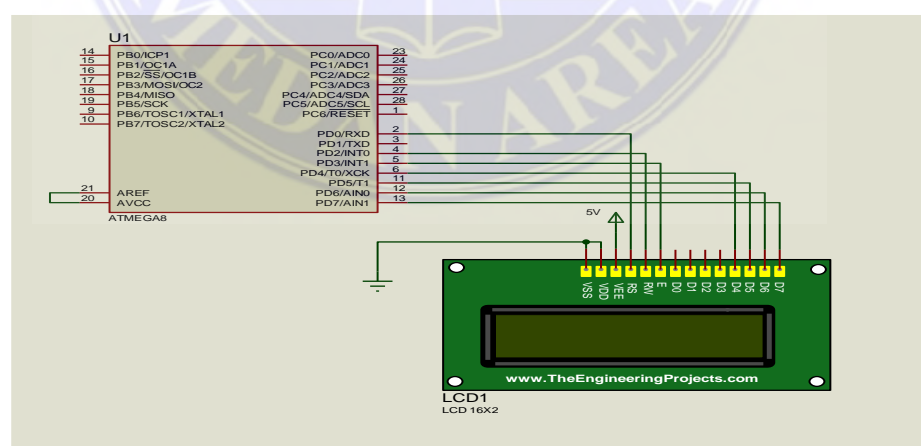 MEDAN AREA
U1
14 PB0/ICP1 PC0/ADC0 23
15 PB1/OC1A PC1/ADC1 24
16 PB2/SS/OC1B PC2/ADC2 25
17 PB3/MOSI/OC2 PC3/ADC3 26
18 PB4/MISO PC4/ADC4/SDA 27
19 PB5/SCK PC5/ADC5/SCL 28
9 PB6/TOSC1/XTAL1 PC6/RESET 1
10 PB7/TOSC2/XTAL2
PD0/RXD 2
PD1/TXD 3
PD2/INT0 4
PD3/INT1 5
PD4/T0/XCK 6
PD5/T1 11
21 AREF PD6/AIN0 12
20 AVCC PD7/AIN1 13
ATMEGA8
5V
VSS VDD VEE RS RW E D0 D1 D2 D3 D4 D5 D6 D7
www.TheEngineeringProjects.com
LCD1
LCD 16X2